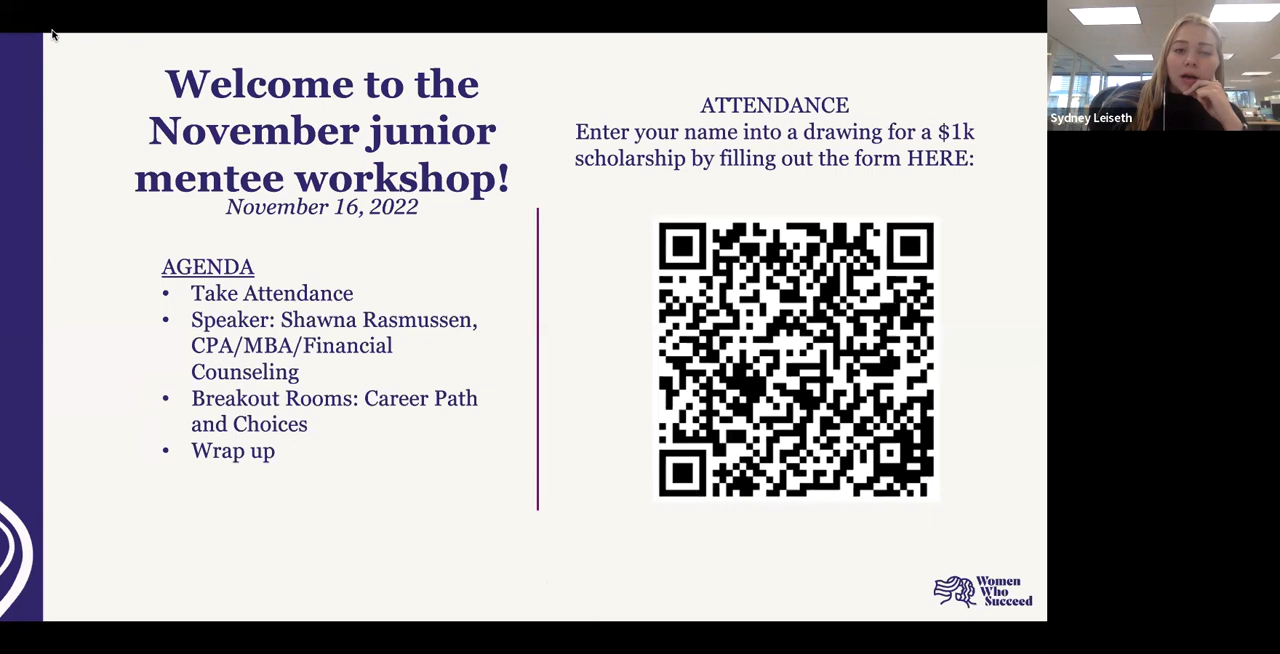 Welcome to the
November junior
mentee workshop!
November 16, 2022
AGENDA
• Take Attendance
• Speaker: Shawna Rasmussen,
CPA/MBA/Financial
Counseling
• Breakout Rooms: Career Path
and Choices
• Wrap up
ATTENDANCE
Enter your name into a drawing for a $1k
scholarship by filling out the form HERE:
Women
Who
Succeed
Sydney Leiseth